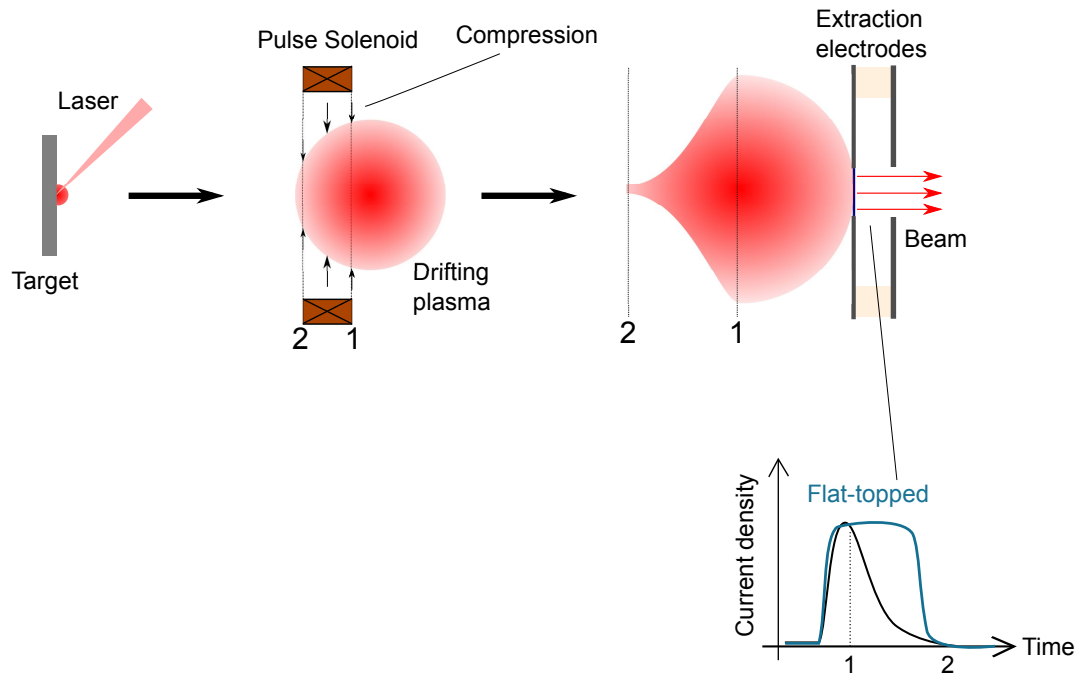 Pulse Solenoid
Compression
Extraction
electrodes
Laser
Target
Drifting
plasma
2
1
2
1
Beam
Flat-topped
Current density
1
2
Time